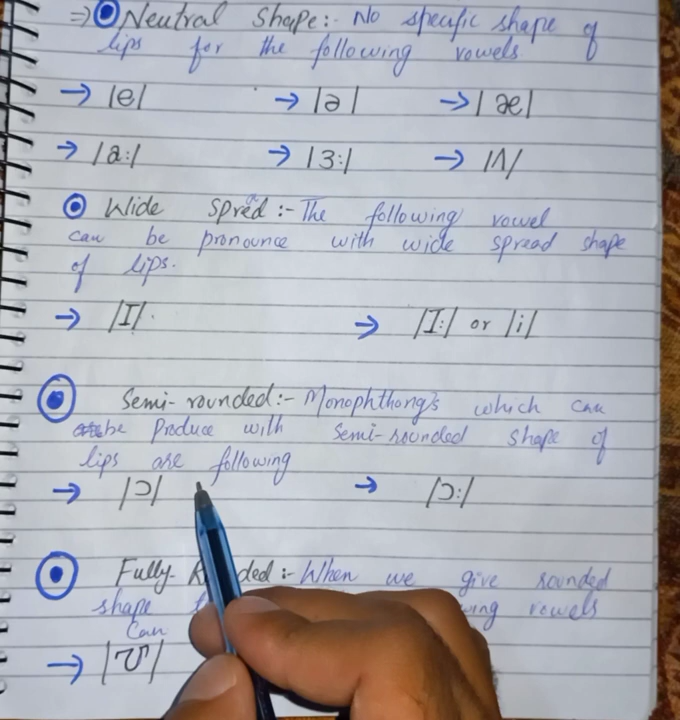 ⇒ Neutral Shape:- No specific shape of
lips for the following vowels
→ |e| → |ə| → | æ|
→ /a:| → |3:| → |Λ/
Wide Spred :- The following vowel
can be pronounce with wide spread shape
of lips.
→ /I/. → /I:/ or |i|
Semi-rounded:- Monophthong's which can
be produce with semi-rounded shape of
lips are following
→ |ɔ| → /ɔ:|
Fully- :- When we give rounded
shape vowels
Can
→ |ʊ|